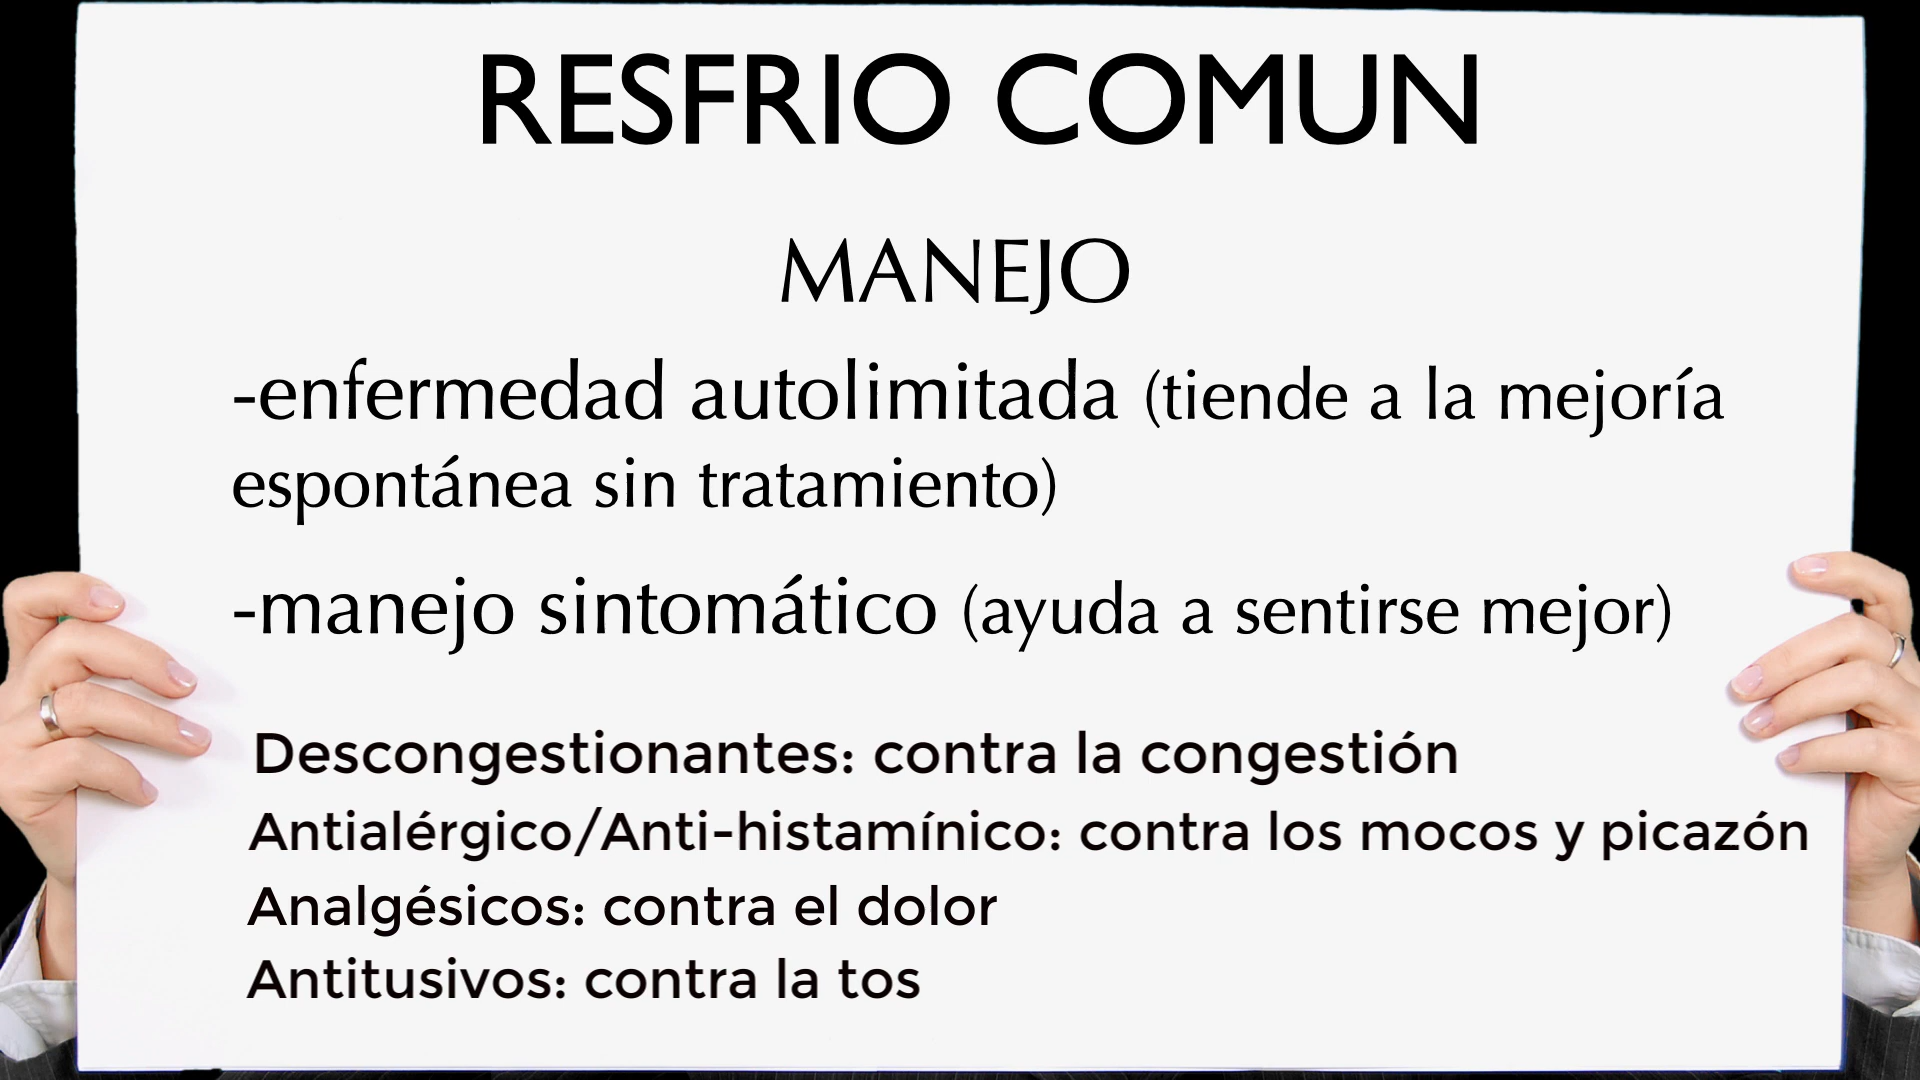 RESFRIO COMUN
MANEJO
-enfermedad autolimitada (tiende a la mejoría
espontánea sin tratamiento)
-manejo sintomático (ayuda a sentirse mejor)
Descongestionantes: contra la congestión
Antialérgico/Anti-histamínico: contra los mocos y picazón
Analgésicos: contra el dolor
Antitusivos: contra la tos